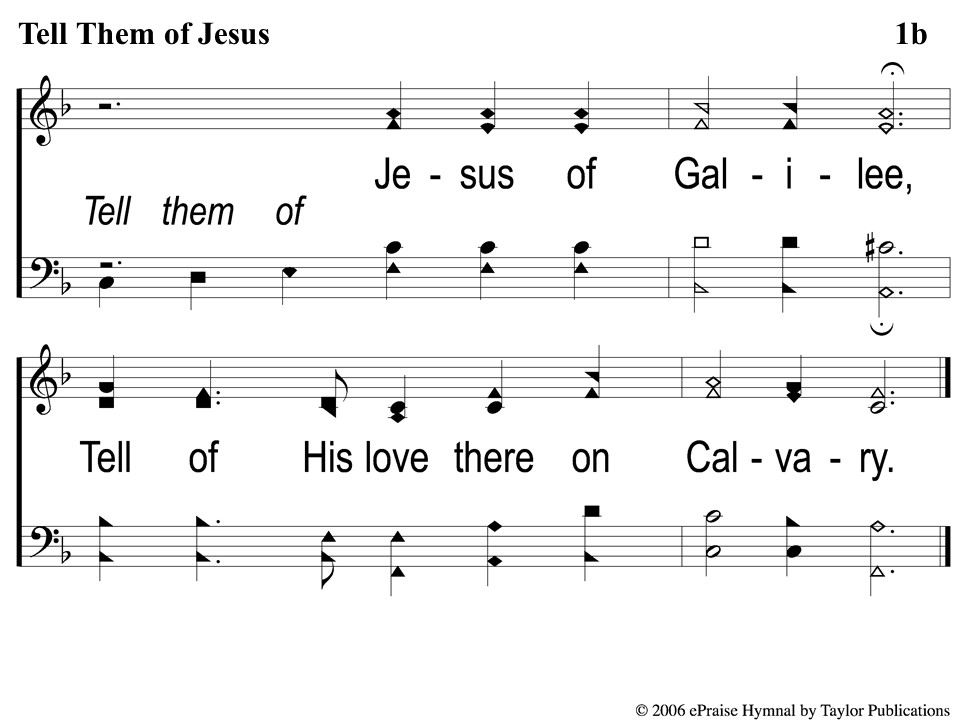 Tell Them of Jesus 1b
Je - sus of Gal - i - lee,
Tell them of
Tell of His love there on Cal - va - ry.
© 2006 ePraise Hymnal by Taylor Publications